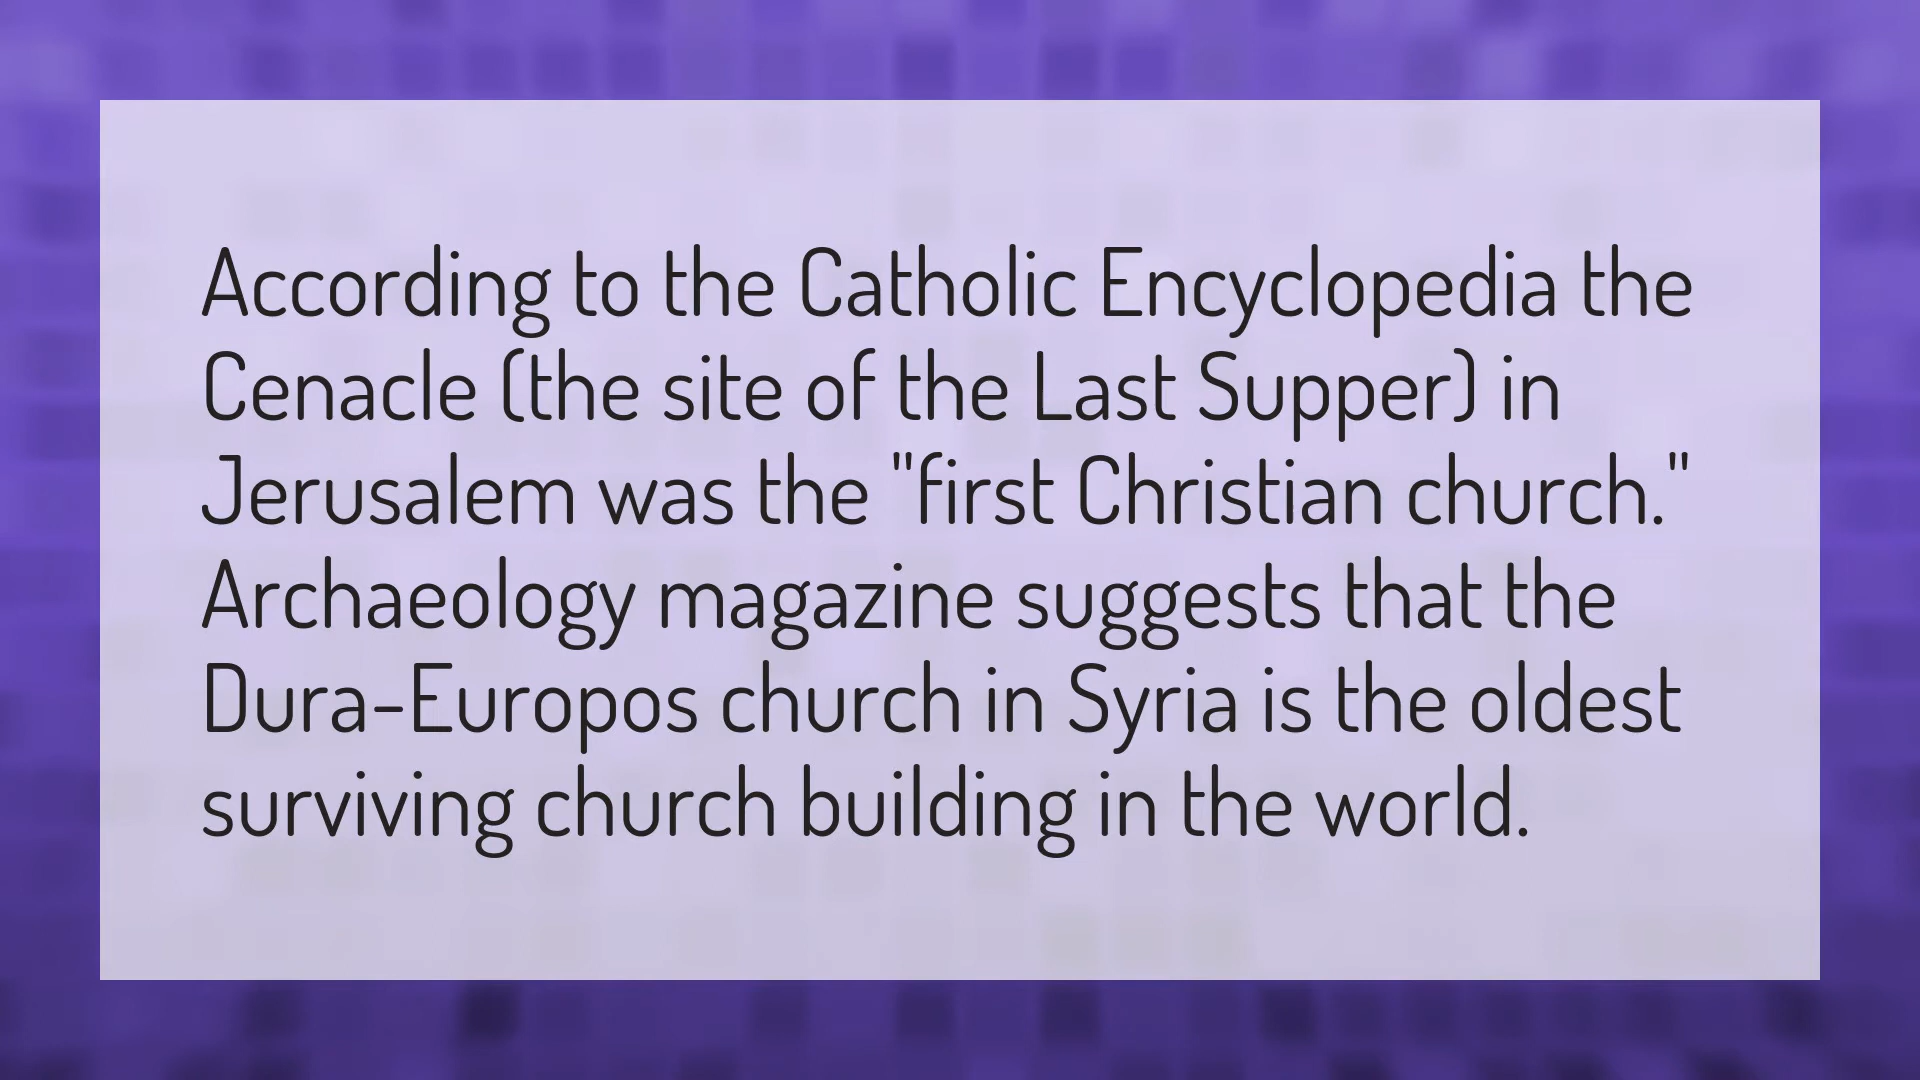 According to the Catholic Encyclopedia the
Cenacle (the site of the Last Supper) in
Jerusalem was the "first Christian church."
Archaeology magazine suggests that the
Dura-Europos church in Syria is the oldest
surviving church building in the world.